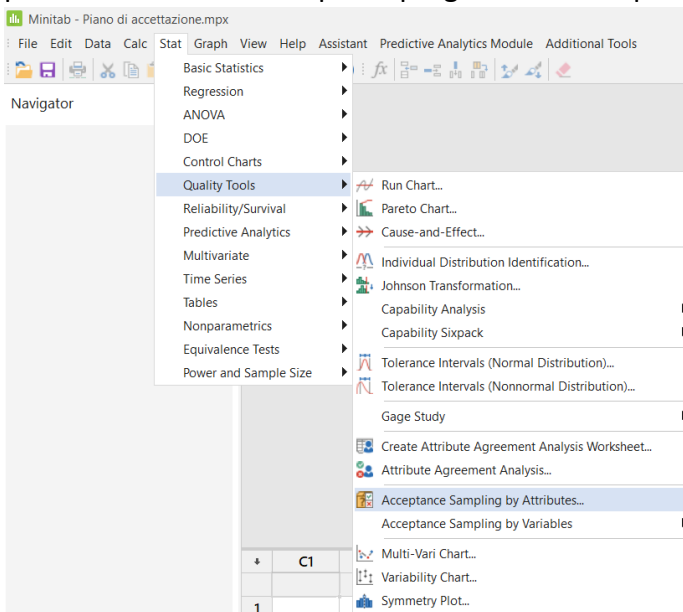 Minitab - Piano di accettazione.mpx
File Edit Data Calc Stat Graph View Help Assistant Predictive Analytics Module Additional Tools
Navigator
Basic Statistics
Regression
ANOVA
DOE
Control Charts
Quality Tools
Reliability/Survival
Predictive Analytics
Multivariate
Time Series
Tables
Nonparametrics
Equivalence Tests
Power and Sample Size
Run Chart...
Pareto Chart...
Cause-and-Effect...
Individual Distribution Identification...
Johnson Transformation...
Capability Analysis
Capability Sixpack
Tolerance Intervals (Normal Distribution)...
Tolerance Intervals (Nonnormal Distribution)...
Gage Study
Create Attribute Agreement Analysis Worksheet...
Attribute Agreement Analysis...
Acceptance Sampling by Attributes...
Acceptance Sampling by Variables
Multi-Vari Chart...
Variability Chart...
Symmetry Plot...
C1
1